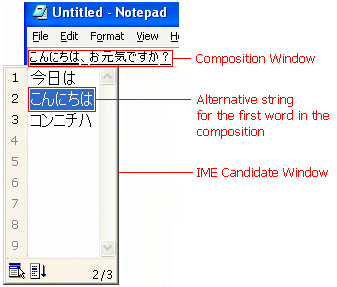 Untitled - Notepad
File Edit Format View
こんにちは、お元気ですか？
Composition Window
1 今日は
2 こんにちは
3 コンニチハ
4
5
6
7
8
9
2/3
Alternative string
for the first word in the
composition
IME Candidate Window